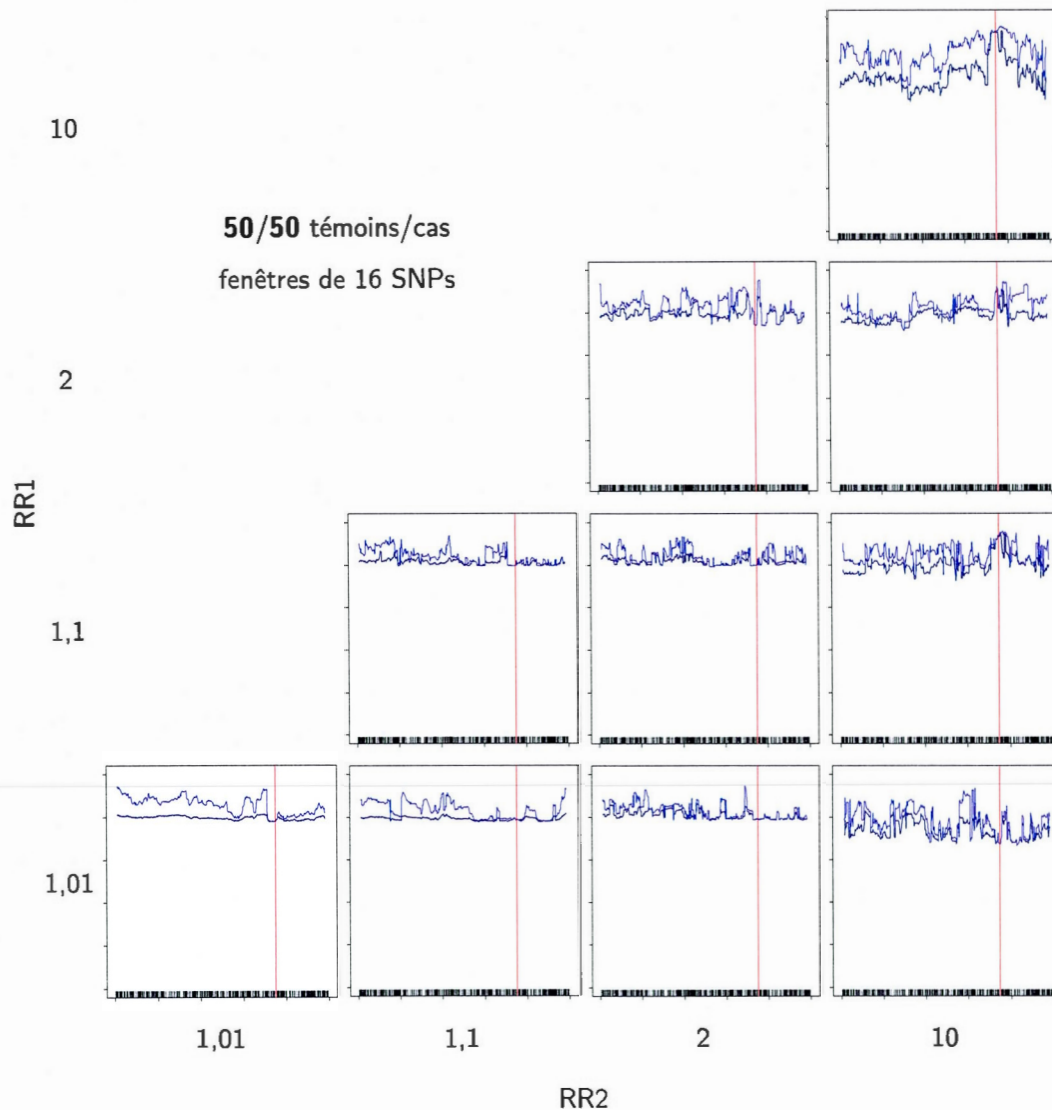 10
50/50 témoins/cas
fenêtres de 16 SNPs
2
RR1
1,1
1,01
1,01 1,1 2 10
RR2